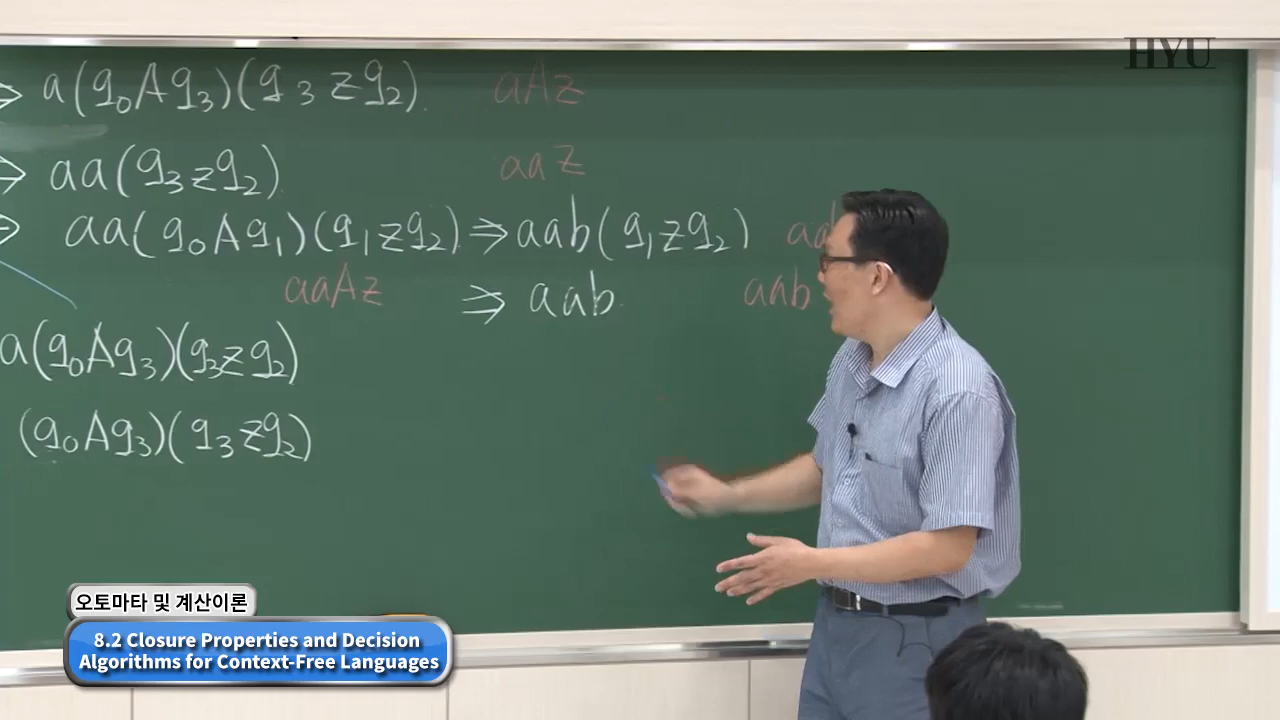 HYU
⇒ a(q₀Aq₃)(q₃zq₂). aAz
⇒ aa(q₃zq₂). aaz
⇒ aa(q₀Aq₁)(q₁zq₂). ⇒ aab(q₁zq₂)
aaAz ⇒ aab. aab
a(q₀Aq₃)(q₃zq₂)
(q₀Aq₃)(q₃zq₂)
오토마타 및 계산이론
8.2 Closure Properties and Decision
Algorithms for Context-Free Languages